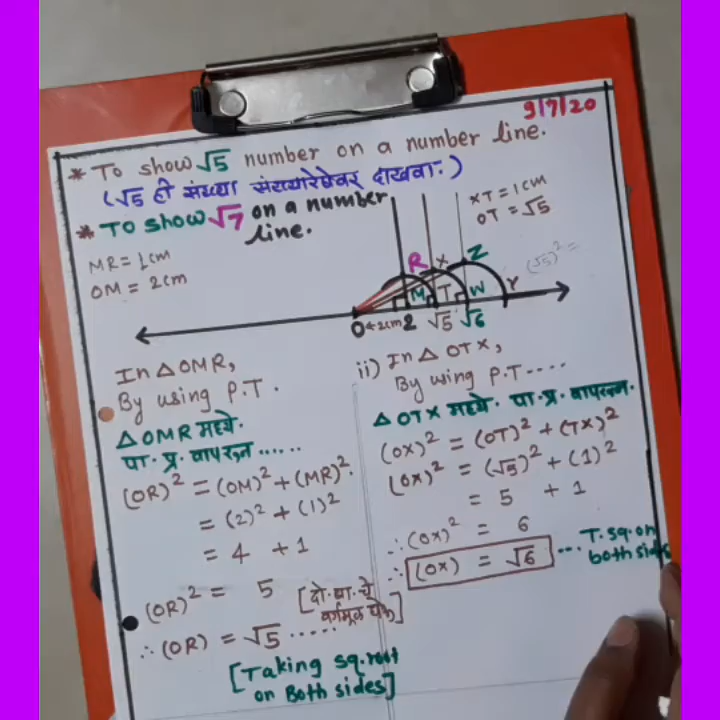 9/7/20
* To show √5 number on a number line.
(√5 ही संख्या संख्यारेषेवर दाखवा.)
* TO SHOW √7 on a number
line.
XT = 1cm
OT = √5
MR = 1cm
OM = 2cm
(√5)² =
R X Z
M T W Y
O ←2cm 2 √5 √6
In △OMR,
By using P.T.
△OMR मध्ये.
पा. प्र. वापरून .....
(OR)² = (OM)² + (MR)².
= (2)² + (1)²
= 4 + 1
(OR)² = 5
[दो. बा. चे
वर्गमूळ घेऊ]
∴ (OR) = √5 .....
[Taking sq. root
on Both sides]
ii) In △ OTX,
By using P.T....
△OTX मध्ये. पा. प्र. वापरून.
(OX)² = (OT)² + (TX)²
(OX)² = (√5)² + (1)²
= 5 + 1
∴ (OX)² = 6
∴ (OX) = √6 ... T. sq. on
both sides